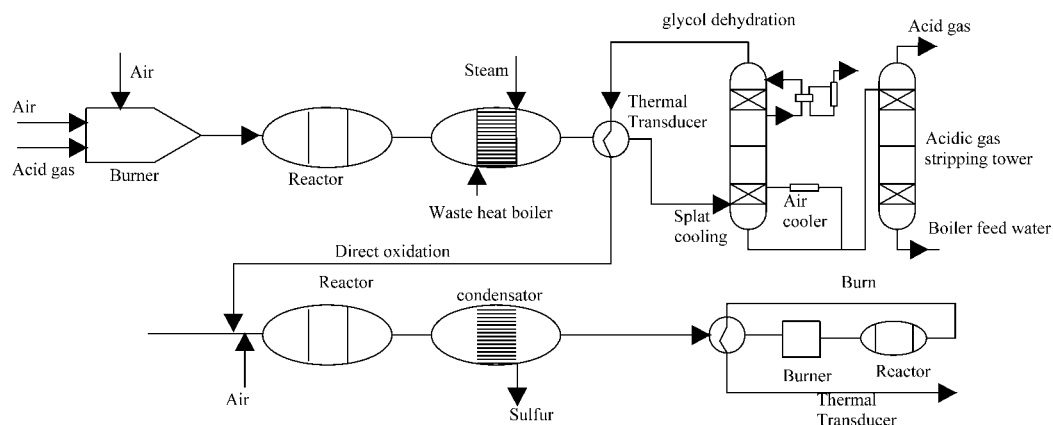 glycol dehydration
Acid gas
Air
Steam
Air
Thermal
Transducer
Acid gas
Burner
Reactor
Waste heat boiler
Splat
cooling
Air
cooler
Acidic gas
stripping tower
Boiler feed water
Direct oxidation
Reactor
condensator
Burn
Air
Sulfur
Burner
Reactor
Thermal
Transducer